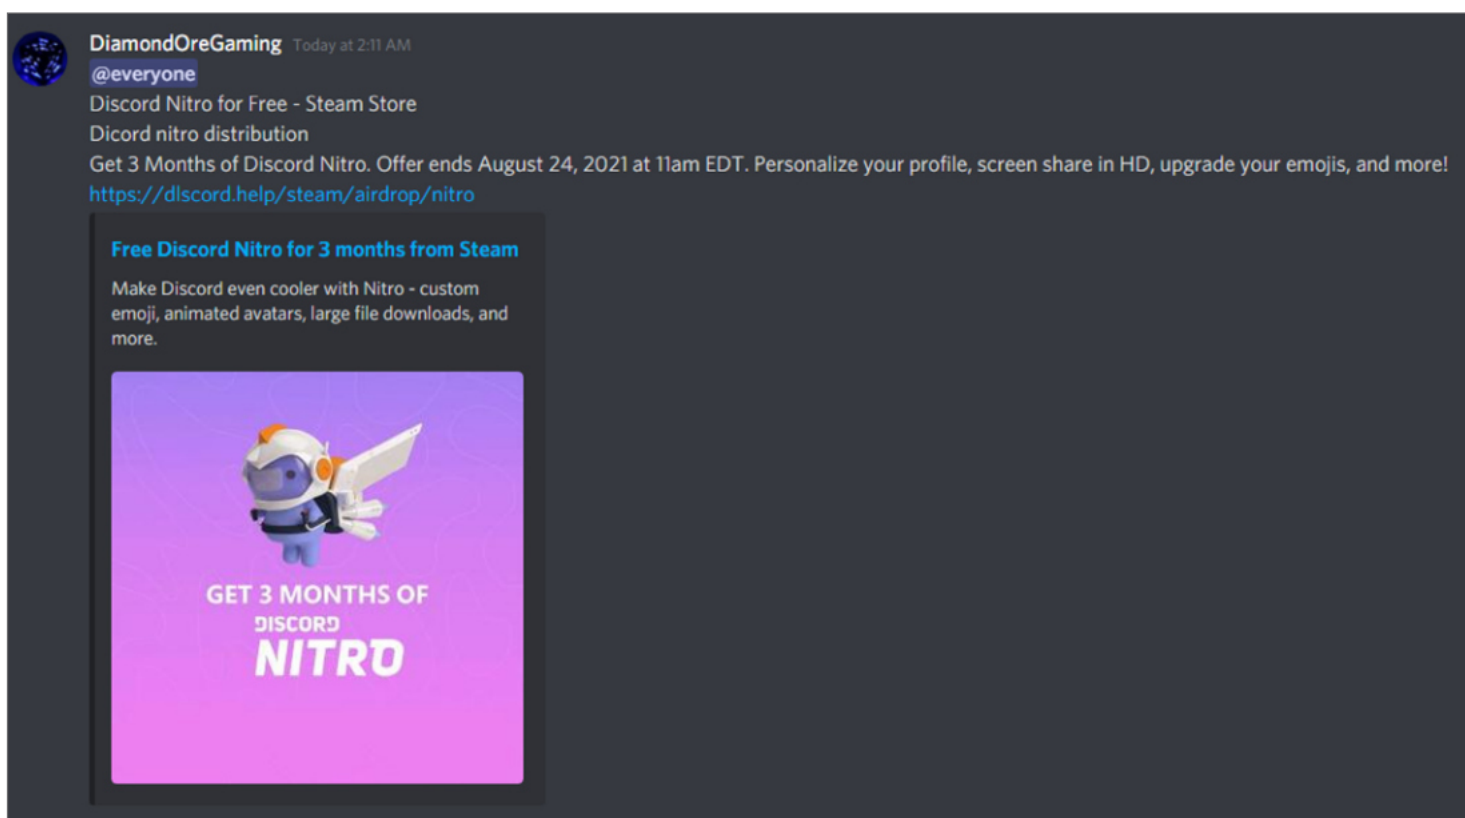 DiamondOreGaming Today at 2:11 AM
@everyone
Discord Nitro for Free - Steam Store
Dicord nitro distribution
Get 3 Months of Discord Nitro. Offer ends August 24, 2021 at 11am EDT. Personalize your profile, screen share in HD, upgrade your emojis, and more!
https://dlscord.help/steam/airdrop/nitro
Free Discord Nitro for 3 months from Steam
Make Discord even cooler with Nitro - custom
emoji, animated avatars, large file downloads, and
more.
GET 3 MONTHS OF
DISCORD
NITRO